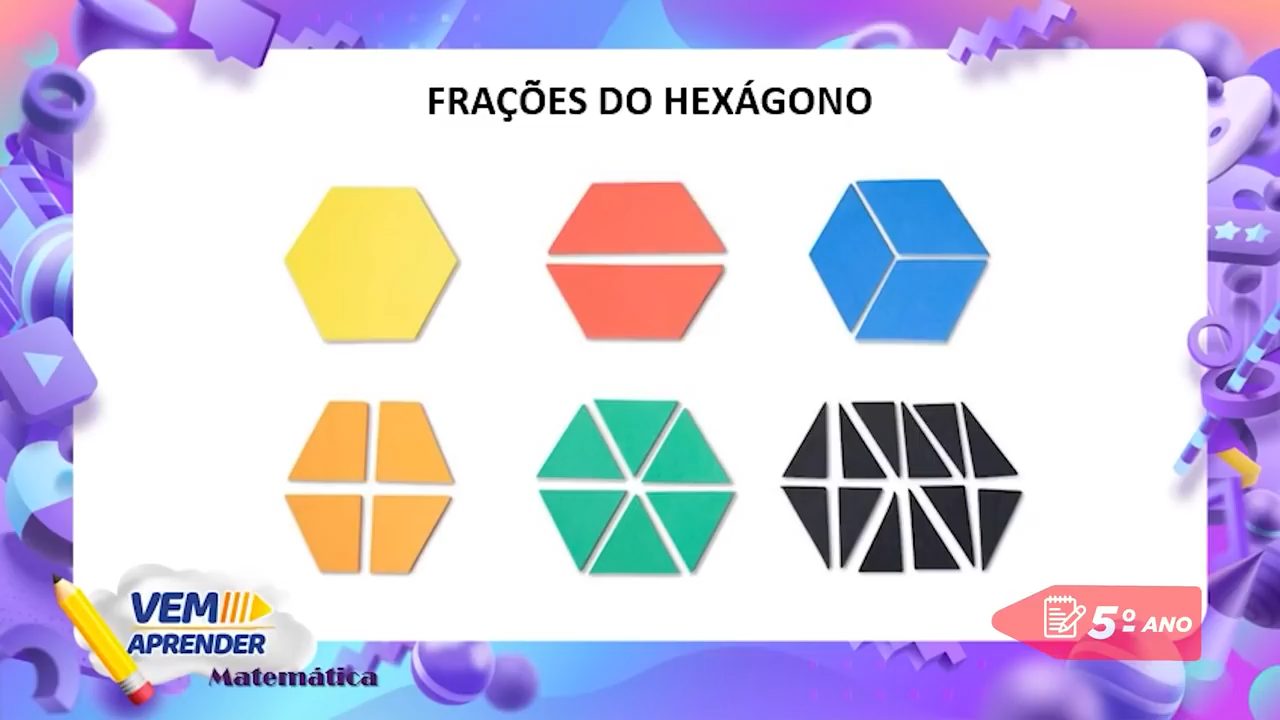 FRAÇÕES DO HEXÁGONO
VEM
APRENDER
Matemática
5º ANO